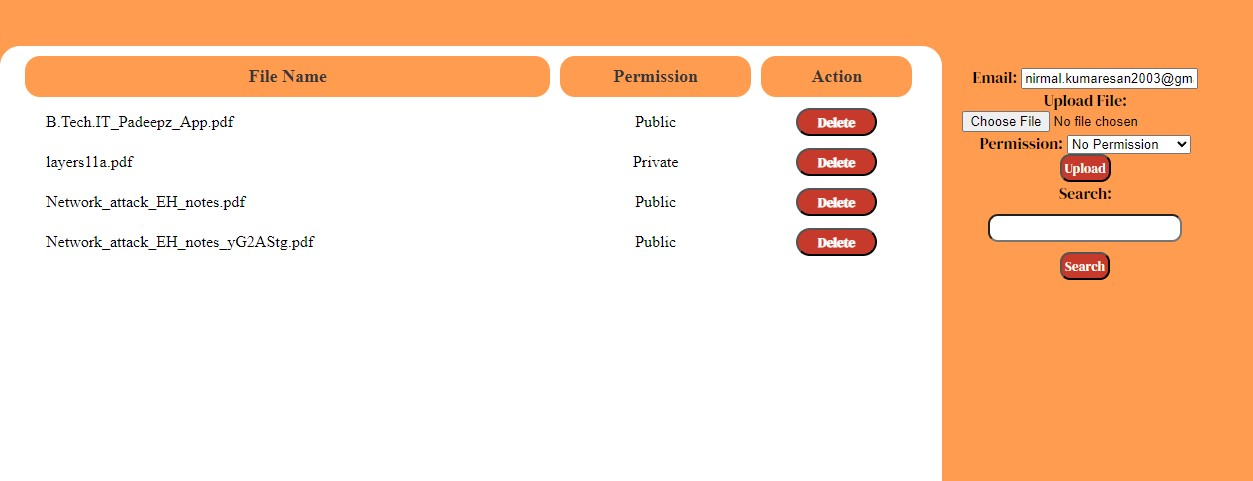 File Name Permission Action
B.Tech.IT_Padeepz_App.pdf Public Delete
layers11a.pdf Private Delete
Network_attack_EH_notes.pdf Public Delete
Network_attack_EH_notes_yG2AStg.pdf Public Delete
Email: nirmal.kumaresan2003@gm
Upload File:
Choose File No file chosen
Permission: No Permission
Upload
Search:
Search